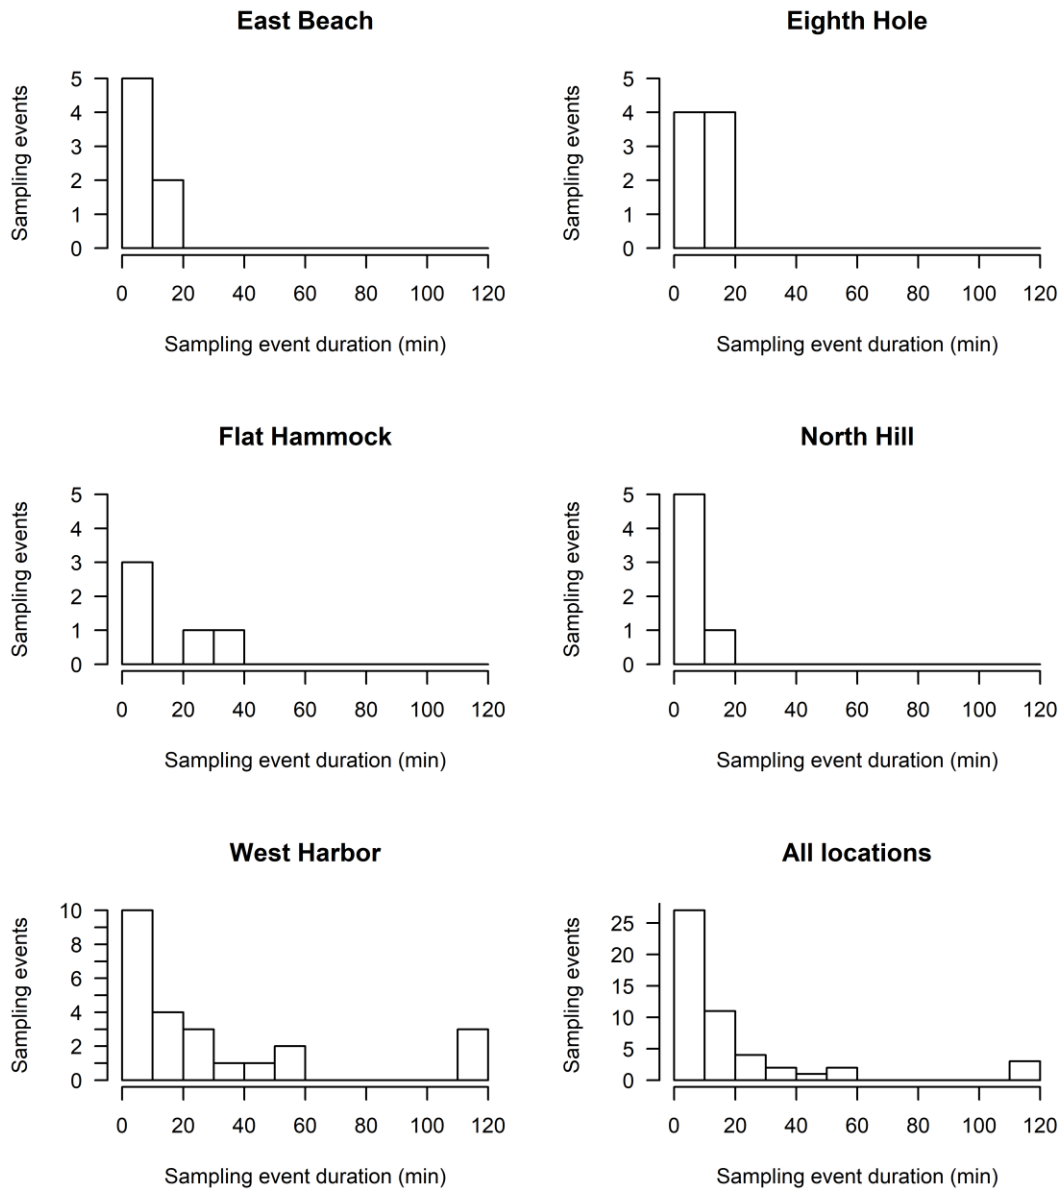 East Beach
Sampling events
5
4
3
2
1
0
0 20 40 60 80 100 120
Sampling event duration (min)
Eighth Hole
Sampling events
5
4
3
2
1
0
0 20 40 60 80 100 120
Sampling event duration (min)
Flat Hammock
Sampling events
5
4
3
2
1
0
0 20 40 60 80 100 120
Sampling event duration (min)
North Hill
Sampling events
5
4
3
2
1
0
0 20 40 60 80 100 120
Sampling event duration (min)
West Harbor
Sampling events
10
8
6
4
2
0
0 20 40 60 80 100 120
Sampling event duration (min)
All locations
Sampling events
25
20
15
10
5
0
0 20 40 60 80 100 120
Sampling event duration (min)